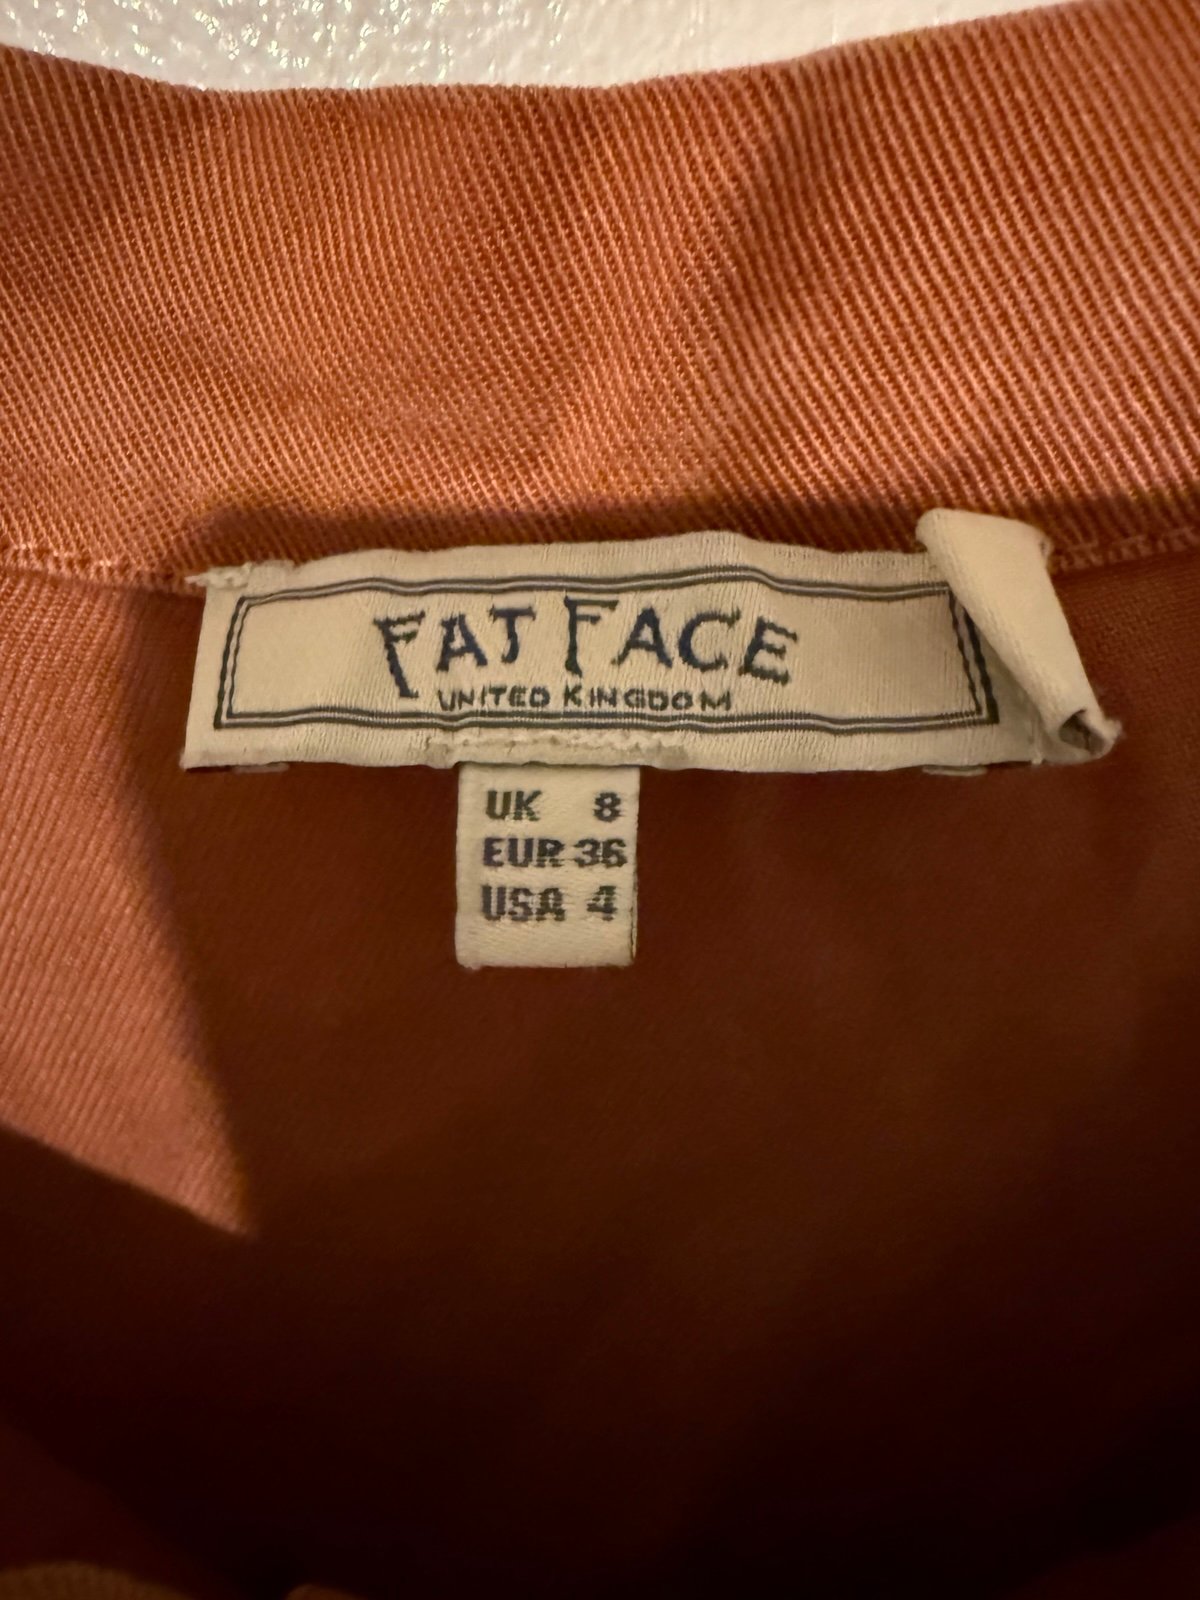 FAT FACE
UNITED KINGDOM
UK 8
EUR 36
USA 4